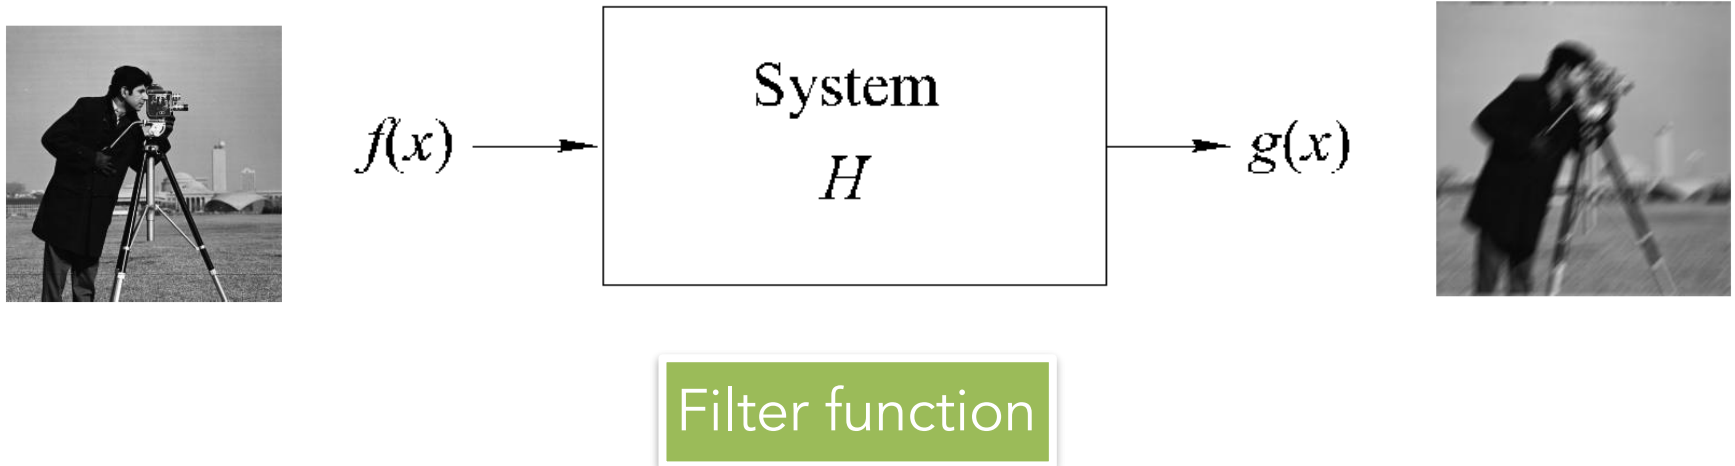 System
f(x)
H
g(x)
Filter function